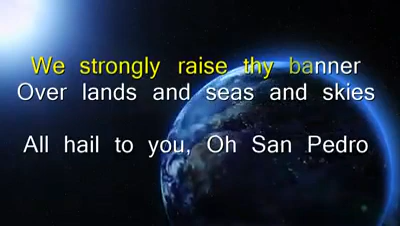 We strongly raise thy banner
Over lands and seas and skies
All hail to you, Oh San Pedro